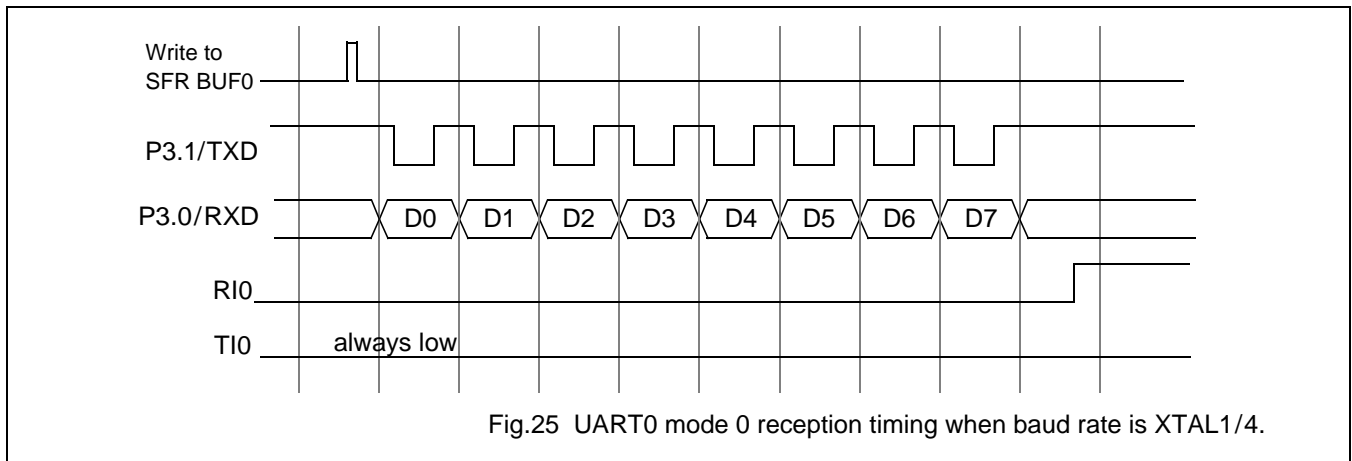 Write to
SFR BUF0
P3.1/TXD
P3.0/RXD D0 D1 D2 D3 D4 D5 D6 D7
RI0
TI0 always low
Fig.25 UART0 mode 0 reception timing when baud rate is XTAL1/4.